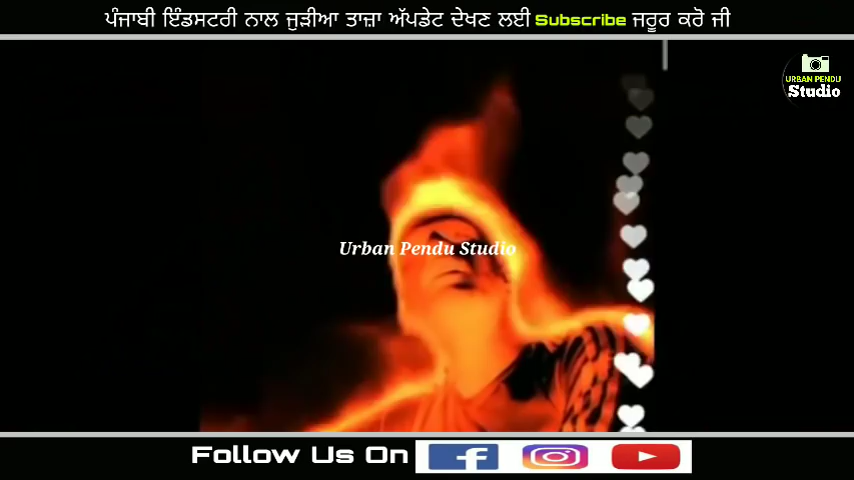 ਪੰਜਾਬੀ ਇੰਡਸਟਰੀ ਨਾਲ ਜੁੜੀਆ ਤਾਜ਼ਾ ਅੱਪਡੇਟ ਦੇਖਣ ਲਈ Subscribe ਜਰੂਰ ਕਰੋ ਜੀ
URBAN PENDU
Studio
Urban Pendu Studio
Follow Us On